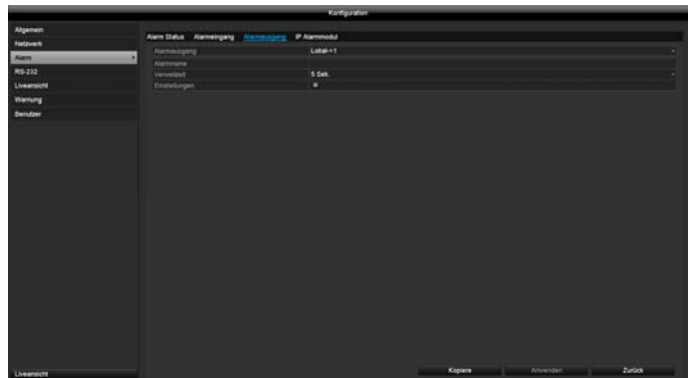 Konfiguration
Allgemein
Netzwerk
Alarm
RS-232
Liveansicht
Warnung
Benutzer
Alarm Status Alarmeingang Alarmausgang IP Alarmmodul
Alarmausgang Lokal->1
Alarmname
Verweilzeit 5 Sek.
Einstellungen
Liveansicht
Kopiere Anwenden Zurück